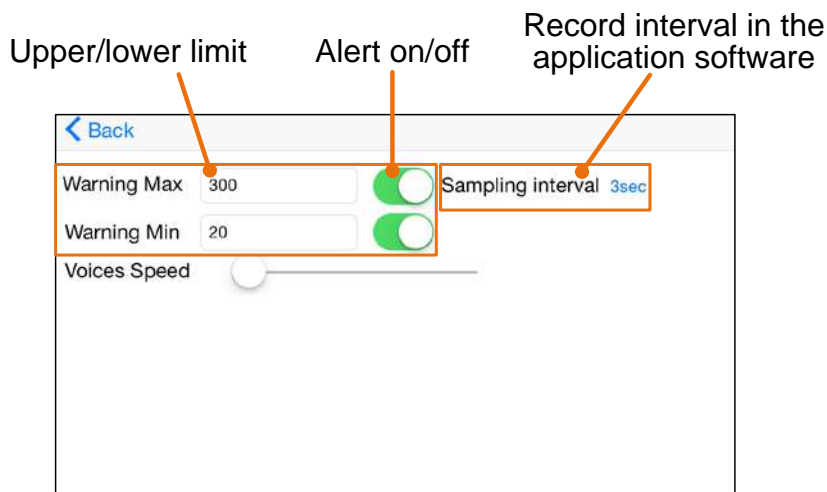 Upper/lower limit
Alert on/off
Record interval in the
application software
Back
Warning Max 300
Sampling interval 3sec
Warning Min 20
Voices Speed